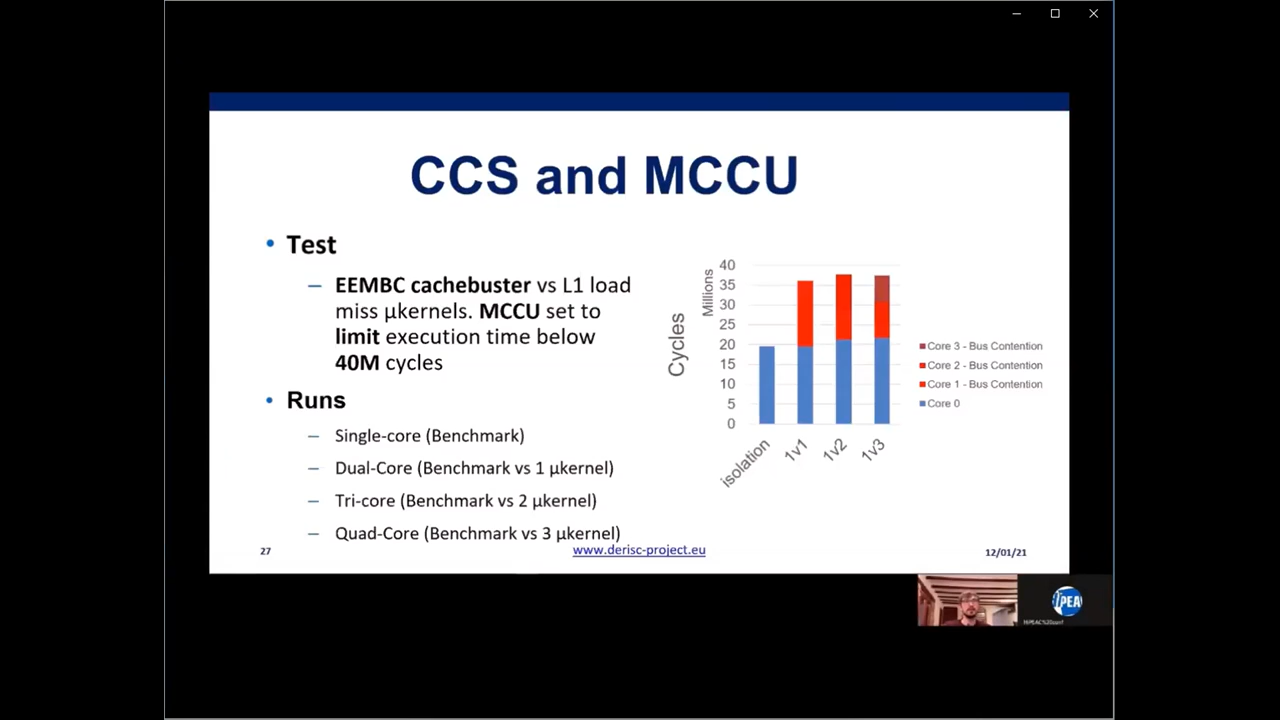 CCS and MCCU
• Test
– EEMBC cachebuster vs L1 load
miss µkernels. MCCU set to
limit execution time below
40M cycles
• Runs
– Single-core (Benchmark)
– Dual-Core (Benchmark vs 1 µkernel)
– Tri-core (Benchmark vs 2 µkernel)
– Quad-Core (Benchmark vs 3 µkernel)
Cycles
Millions
40
35
30
25
20
15
10
5
0
isolation
1v1
1v2
1v3
Core 3 - Bus Contention
Core 2 - Bus Contention
Core 1 - Bus Contention
Core 0
27
www.derisc-project.eu
12/01/21